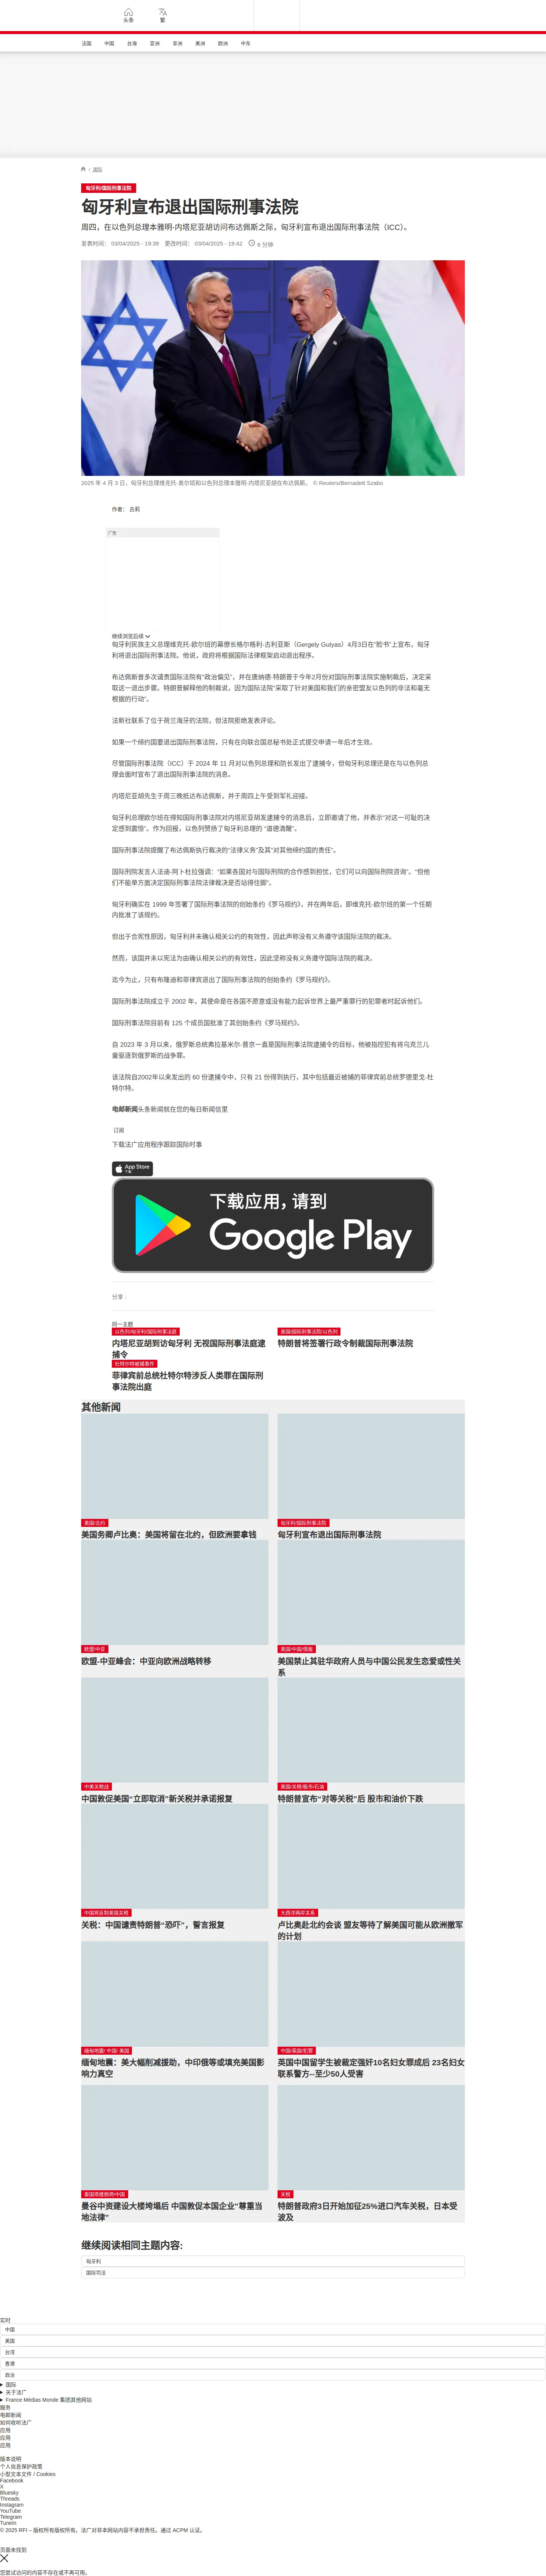 头条
繁
法国 中国 台海 亚洲 非洲 美洲 欧洲 中东
/ 国际
匈牙利/国际刑事法院
匈牙利宣布退出国际刑事法院
周四，在以色列总理本雅明-内塔尼亚胡访问布达佩斯之际，匈牙利宣布退出国际刑事法院（ICC）。
发表时间： 03/04/2025 - 19:39 更改时间： 03/04/2025 - 19:42 6 分钟
2025 年 4 月 3 日，匈牙利总理维克托-奥尔班和以色列总理本雅明-内塔尼亚胡在布达佩斯。 © Reuters/Bernadett Szabo
作者： 古莉
广告
继续浏览后续
匈牙利民族主义总理维克托-欧尔班的幕僚长格尔格利-古利亚斯（Gergely Gulyas）4月3日在“脸书”上宣布，匈牙
利将退出国际刑事法院。他说，政府将根据国际法律框架启动退出程序。
布达佩斯曾多次谴责国际法院有“政治偏见”，并在唐纳德-特朗普于今年2月份对国际刑事法院实施制裁后，决定采
取这一退出步骤。特朗普解释他的制裁说，因为国际法院“采取了针对美国和我们的亲密盟友以色列的非法和毫无
根据的行动”。
法新社联系了位于荷兰海牙的法院，但法院拒绝发表评论。
如果一个缔约国要退出国际刑事法院，只有在向联合国总秘书处正式提交申请一年后才生效。
尽管国际刑事法院（ICC）于 2024 年 11 月对以色列总理和防长发出了逮捕令，但匈牙利总理还是在与以色列总
理会面时宣布了退出国际刑事法院的消息。
内塔尼亚胡先生于周三晚抵达布达佩斯，并于周四上午受到军礼迎接。
匈牙利总理欧尔班在得知国际刑事法院对内塔尼亚胡发逮捕令的消息后，立即邀请了他，并表示“对这一可耻的决
定感到震惊”。作为回报，以色列赞扬了匈牙利总理的 “道德清醒”。
国际刑事法院提醒了布达佩斯执行裁决的“法律义务”及其“对其他缔约国的责任”。
国际刑院发言人法迪-阿卜杜拉强调：“如果各国对与国际刑院的合作感到担忧，它们可以向国际刑院咨询”。“但他
们不能单方面决定国际刑事法院法律裁决是否站得住脚”。
匈牙利确实在 1999 年签署了国际刑事法院的创始条约《罗马规约》，并在两年后，即维克托-欧尔班的第一个任期
内批准了该规约。
但出于合宪性原因，匈牙利并未确认相关公约的有效性，因此声称没有义务遵守该国际法院的裁决。
然而，该国并未以宪法为由确认相关公约的有效性，因此坚称没有义务遵守国际法院的裁决。
迄今为止，只有布隆迪和菲律宾退出了国际刑事法院的创始条约《罗马规约》。
国际刑事法院成立于 2002 年，其使命是在各国不愿意或没有能力起诉世界上最严重罪行的犯罪者时起诉他们。
国际刑事法院目前有 125 个成员国批准了其创始条约《罗马规约》。
自 2023 年 3 月以来，俄罗斯总统弗拉基米尔-普京一直是国际刑事法院逮捕令的目标，他被指控犯有将乌克兰儿
童驱逐到俄罗斯的战争罪。
该法院自2002年以来发出的 60 份逮捕令中，只有 21 份得到执行，其中包括最近被捕的菲律宾前总统罗德里戈-杜
特尔特。
电邮新闻头条新闻就在您的每日新闻信里
订阅
下载法广应用程序跟踪国际时事
App Store
下载
下载应用，请到
Google Play
分享 :
同一主题
以色列/匈牙利/国际刑事法庭
内塔尼亚胡到访匈牙利 无视国际刑事法庭逮
捕令
美国/国际刑事法院/以色列
特朗普将签署行政令制裁国际刑事法院
杜特尔特被捕事件
菲律宾前总统杜特尔特涉反人类罪在国际刑
事法院出庭
其他新闻
美国/北约
美国务卿卢比奥：美国将留在北约，但欧洲要拿钱
匈牙利/国际刑事法院
匈牙利宣布退出国际刑事法院
欧盟/中亚
欧盟-中亚峰会：中亚向欧洲战略转移
美国/中国/情报
美国禁止其驻华政府人员与中国公民发生恋爱或性关
系
中美关税战
中国敦促美国“立即取消”新关税并承诺报复
美国/关税/股市/石油
特朗普宣布“对等关税”后 股市和油价下跌
中国将反制美国关税
关税：中国谴责特朗普“恐吓”，誓言报复
大西洋两岸关系
卢比奥赴北约会谈 盟友等待了解美国可能从欧洲撤军
的计划
缅甸地震/ 中国/ 美国
缅甸地震：美大幅削减援助，中印俄等或填充美国影
响力真空
中国/英国/犯罪
英国中国留学生被裁定强奸10名妇女罪成后 23名妇女
联系警方--至少50人受害
泰国塔楼倒坍/中国
曼谷中资建设大楼垮塌后 中国敦促本国企业"尊重当
地法律"
关税
特朗普政府3日开始加征25%进口汽车关税，日本受
波及
继续阅读相同主题内容:
匈牙利
国际司法
实时
中国
美国
台湾
香港
政治
国际
关于法广
France Médias Monde 集团其他网站
服务
电邮新闻
如何收听法广
应用
应用
应用
版本说明
个人信息保护政策
小型文本文件 / Cookies
Facebook
X
Bluesky
Threads
Instagram
YouTube
Telegram
TuneIn
© 2025 RFI – 版权所有版权所有。法广对非本网站内容不承担责任。通过 ACPM 认证。
页面未找到
您尝试访问的内容不存在或不再可用。